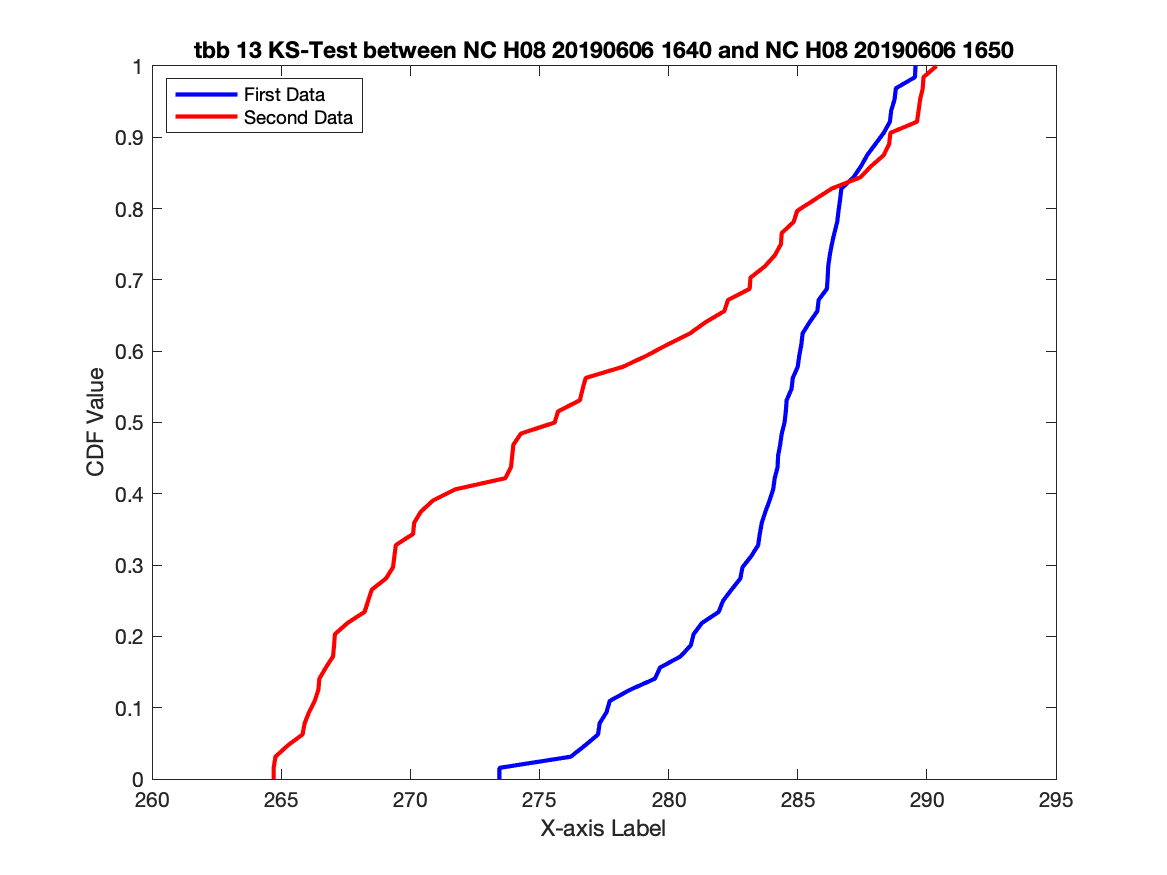 tbb 13 KS-Test between NC H08 20190606 1640 and NC H08 20190606 1650
First Data
Second Data
1
0.9
0.8
0.7
0.6
0.5
0.4
0.3
0.2
0.1
0
CDF Value
260 265 270 275 280 285 290 295
X-axis Label